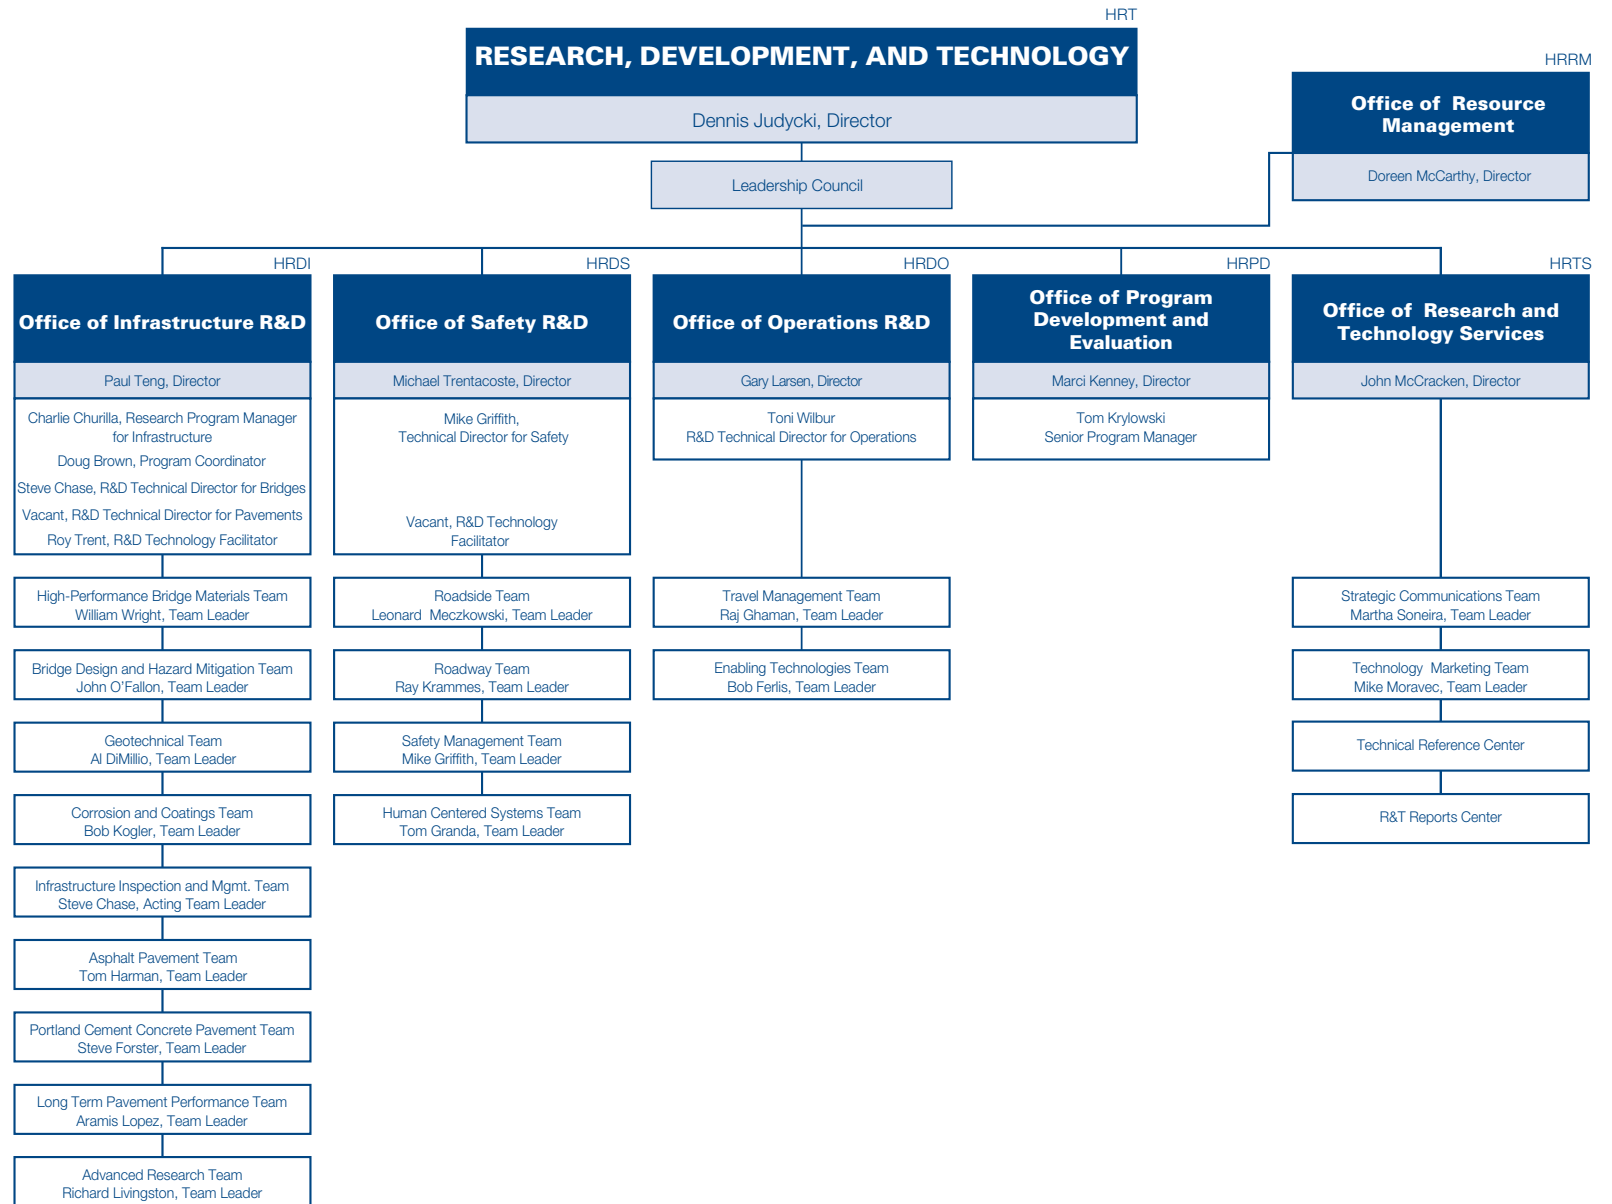 HRT
RESEARCH, DEVELOPMENT, AND TECHNOLOGY
Dennis Judycki, Director
Leadership Council
HRRM
Office of Resource
Management
Doreen McCarthy, Director
HRDI
Office of Infrastructure R&D
Paul Teng, Director
Charlie Churilla, Research Program Manager
for Infrastructure
Doug Brown, Program Coordinator
Steve Chase, R&D Technical Director for Bridges
Vacant, R&D Technical Director for Pavements
Roy Trent, R&D Technology Facilitator
High-Performance Bridge Materials Team
William Wright, Team Leader
Bridge Design and Hazard Mitigation Team
John O'Fallon, Team Leader
Geotechnical Team
Al DiMillio, Team Leader
Corrosion and Coatings Team
Bob Kogler, Team Leader
Infrastructure Inspection and Mgmt. Team
Steve Chase, Acting Team Leader
Asphalt Pavement Team
Tom Harman, Team Leader
Portland Cement Concrete Pavement Team
Steve Forster, Team Leader
Long Term Pavement Performance Team
Aramis Lopez, Team Leader
Advanced Research Team
Richard Livingston, Team Leader
HRDS
Office of Safety R&D
Michael Trentacoste, Director
Mike Griffith,
Technical Director for Safety
Vacant, R&D Technology
Facilitator
Roadside Team
Leonard Meczkowski, Team Leader
Roadway Team
Ray Krammes, Team Leader
Safety Management Team
Mike Griffith, Team Leader
Human Centered Systems Team
Tom Granda, Team Leader
HRDO
Office of Operations R&D
Gary Larsen, Director
Toni Wilbur
R&D Technical Director for Operations
Travel Management Team
Raj Ghaman, Team Leader
Enabling Technologies Team
Bob Ferlis, Team Leader
HRPD
Office of Program
Development and
Evaluation
Marci Kenney, Director
Tom Krylowski
Senior Program Manager
HRTS
Office of Research and
Technology Services
John McCracken, Director
Strategic Communications Team
Martha Soneira, Team Leader
Technology Marketing Team
Mike Moravec, Team Leader
Technical Reference Center
R&T Reports Center